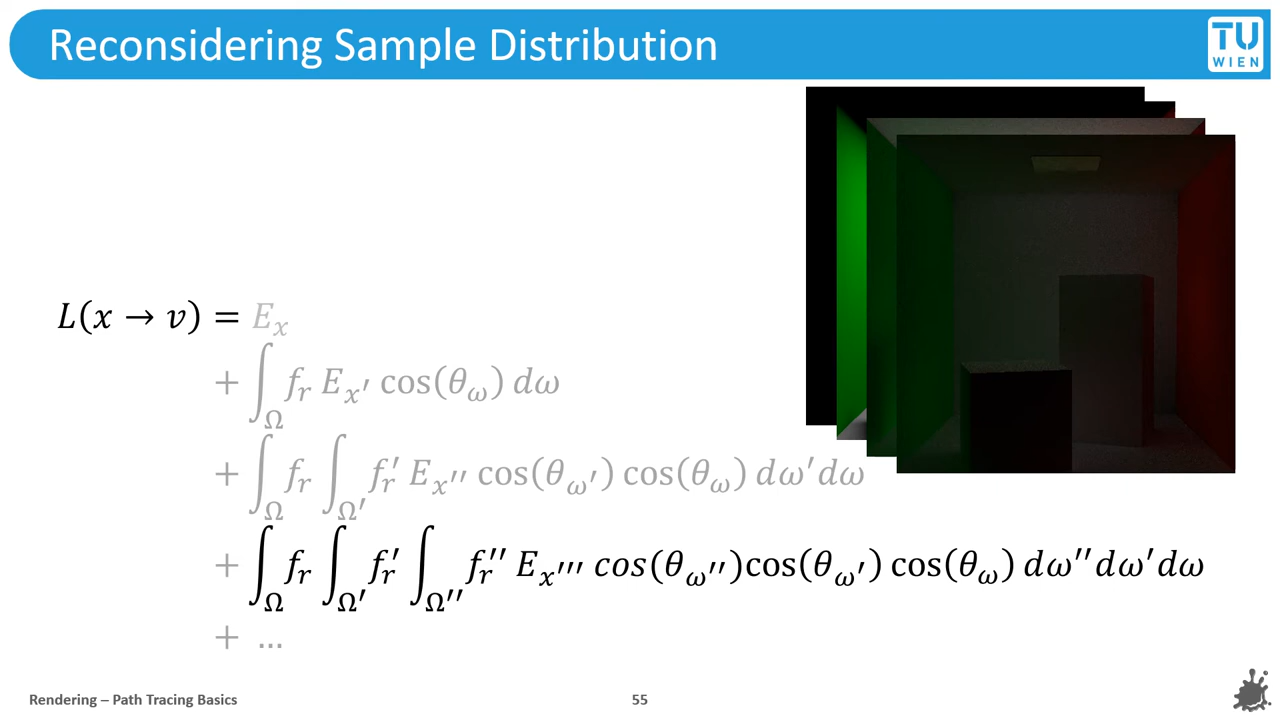 Reconsidering Sample Distribution
TU
WIEN
L(x → v) = E_x
+ ∫_Ω f_r E_x′ cos(θ_ω) dω
+ ∫_Ω f_r ∫_Ω′ f_r′ E_x′′ cos(θ_ω′) cos(θ_ω) dω′dω
+ ∫_Ω f_r ∫_Ω′ f_r′ ∫_Ω′′ f_r′′ E_x′′′ cos(θ_ω′′)cos(θ_ω′) cos(θ_ω) dω′′dω′dω
+ …
Rendering – Path Tracing Basics
55